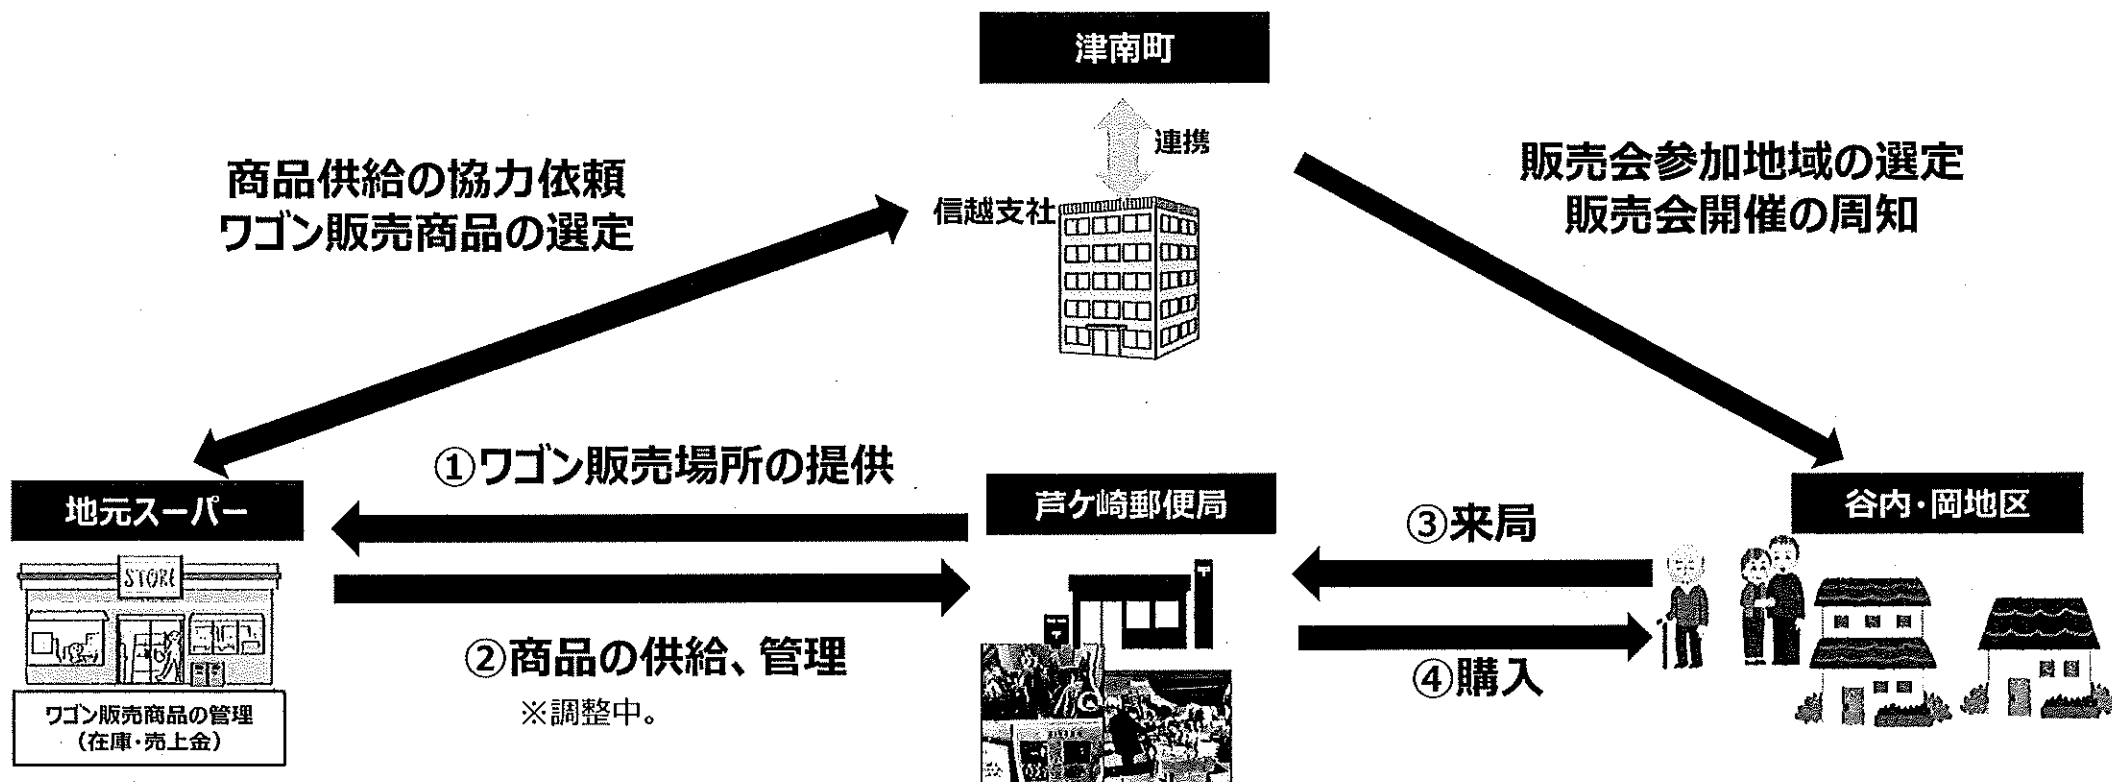 津南町
連携
信越支社
商品供給の協力依頼
ワゴン販売商品の選定
販売会参加地域の選定
販売会開催の周知
①ワゴン販売場所の提供
地元スーパー
芦ケ崎郵便局
谷内・岡地区
③来局
STORE
②商品の供給、管理
※調整中。
④購入
ワゴン販売商品の管理
（在庫・売上金）